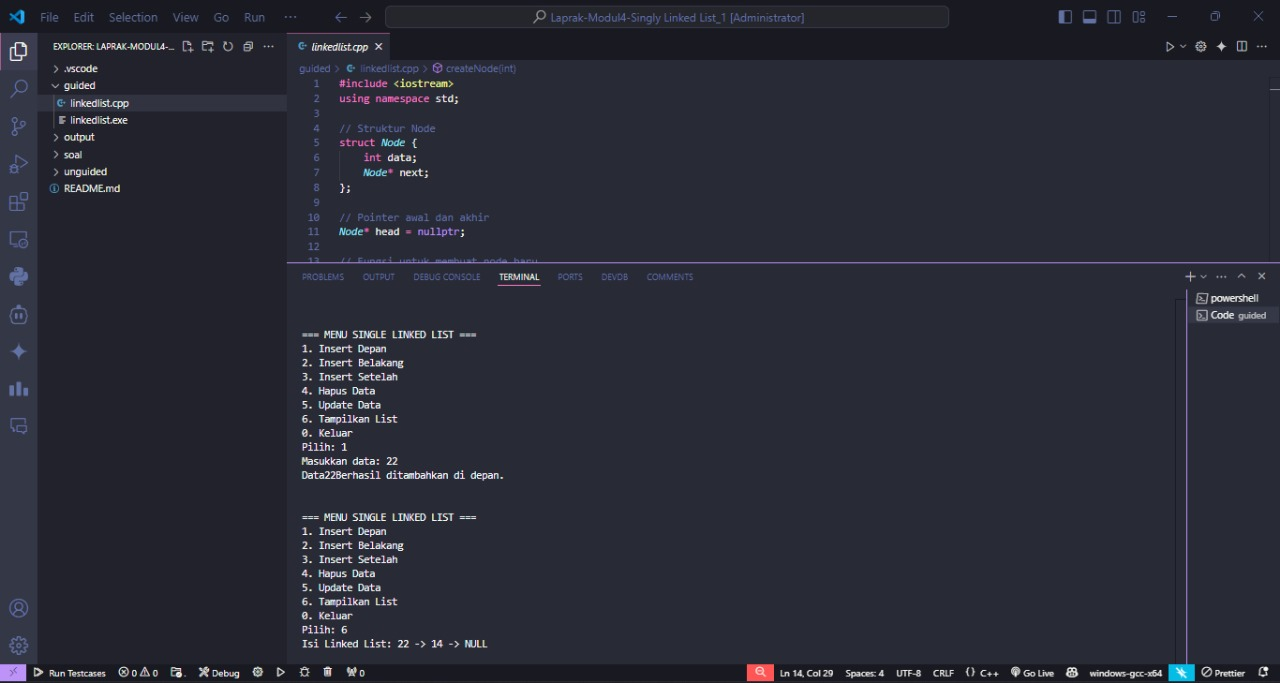 File Edit Selection View Go Run ··· ← → Laprak-Modul4-Singly Linked List_1 [Administrator]
EXPLORER: LAPRAK-MODUL4-... ···
linkedlist.cpp ×
guided > linkedlist.cpp > createNode(int)
> .vscode
guided
linkedlist.cpp
linkedlist.exe
> output
> soal
> unguided
README.md
1 #include <iostream>
2 using namespace std;
3
4 // Struktur Node
5 struct Node {
6 int data;
7 Node* next;
8 };
9
10 // Pointer awal dan akhir
11 Node* head = nullptr;
12
13 // Fungsi untuk membuat node baru
PROBLEMS OUTPUT DEBUG CONSOLE TERMINAL PORTS DEVDB COMMENTS
powershell
Code guided
=== MENU SINGLE LINKED LIST ===
1. Insert Depan
2. Insert Belakang
3. Insert Setelah
4. Hapus Data
5. Update Data
6. Tampilkan List
0. Keluar
Pilih: 1
Masukkan data: 22
Data22Berhasil ditambahkan di depan.
=== MENU SINGLE LINKED LIST ===
1. Insert Depan
2. Insert Belakang
3. Insert Setelah
4. Hapus Data
5. Update Data
6. Tampilkan List
0. Keluar
Pilih: 6
Isi Linked List: 22 -> 14 -> NULL
Run Testcases 0 0 Debug 0 Ln 14, Col 29 Spaces: 4 UTF-8 CRLF {} C++ Go Live windows-gcc-x64 Prettier